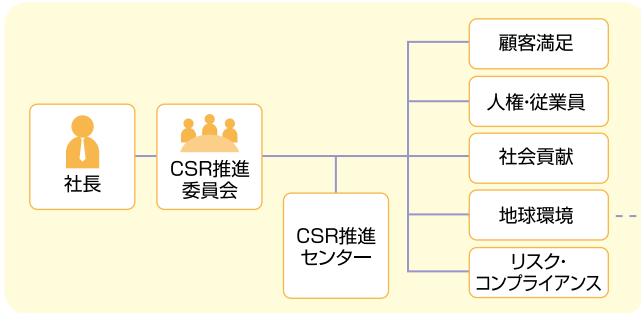 社長
CSR推進
委員会
CSR推進
センター
顧客満足
人権・従業員
社会貢献
地球環境
リスク・
コンプライアンス